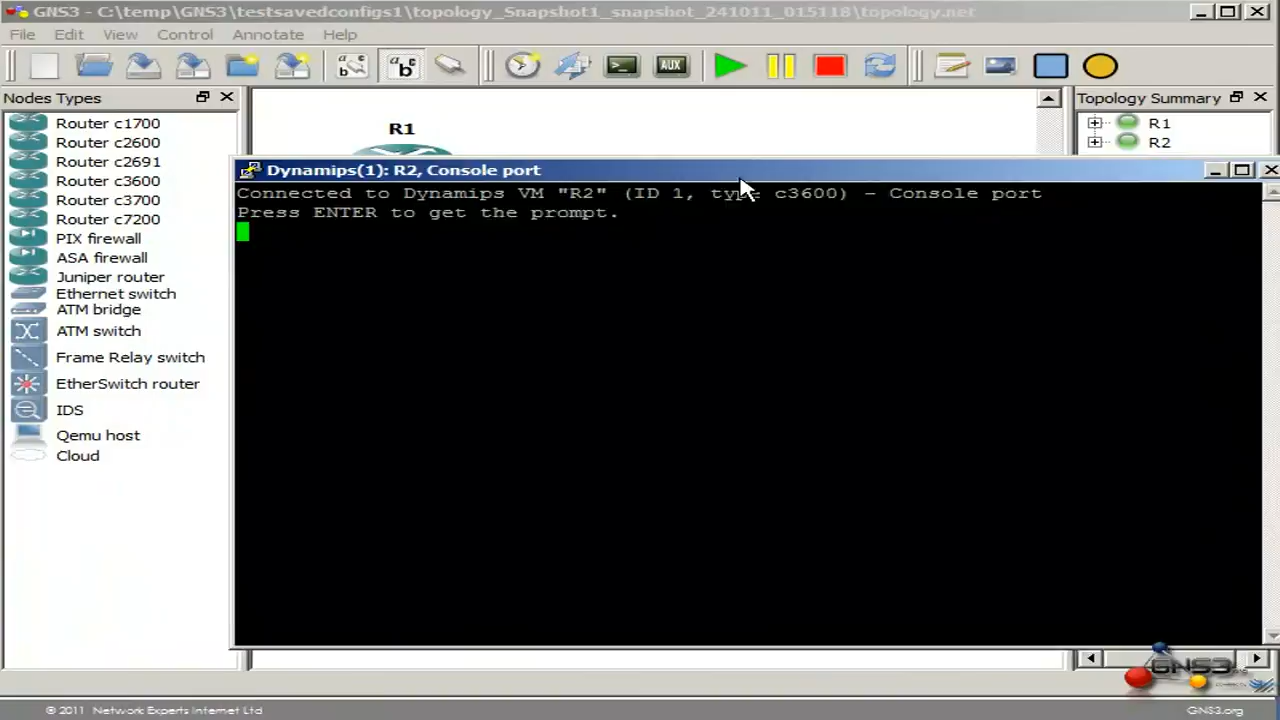 GNS3 - C:\temp\GNS3\testsavedconfigs1\topology_Snapshot1_snapshot_241011_015118\topology.net
File Edit View Control Annotate Help
AUX
Nodes Types
Router c1700
Router c2600
Router c2691
Router c3600
Router c3700
Router c7200
PIX firewall
ASA firewall
Juniper router
Ethernet switch
ATM bridge
ATM switch
Frame Relay switch
EtherSwitch router
IDS
Qemu host
Cloud
R1
Topology Summary
R1
R2
Dynamips(1): R2, Console port
Connected to Dynamips VM "R2" (ID 1, type c3600) - Console port
Press ENTER to get the prompt.
GNS3
© 2011 Network Experts Internet Ltd
GNS3.org